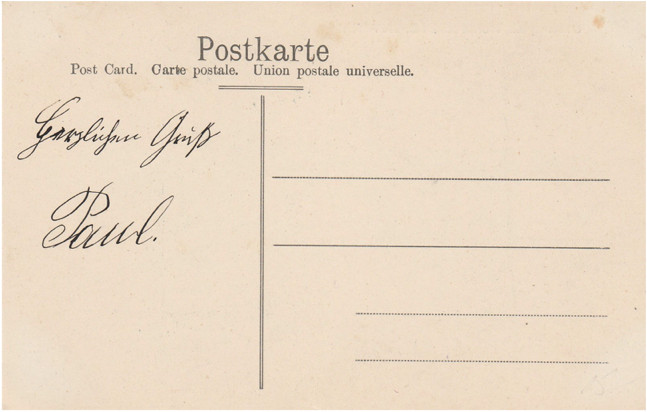 Postkarte
Post Card. Carte postale. Union postale universelle.
Herzlichen Gruß
Paul.